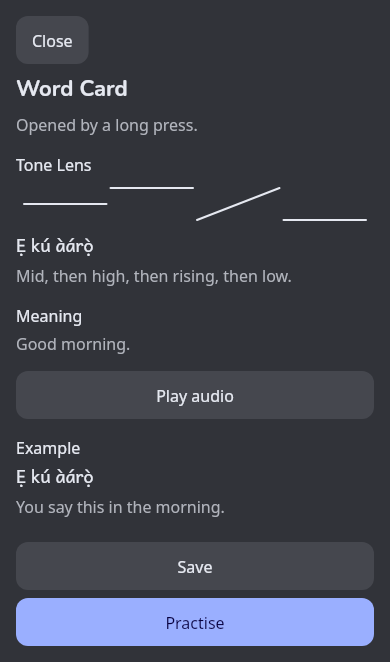 Close
Word Card
Opened by a long press.
Tone Lens
Ẹ kú àárọ̀
Mid, then high, then rising, then low.
Meaning
Good morning.
Play audio
Example
Ẹ kú àárọ̀
You say this in the morning.
Save
Practise